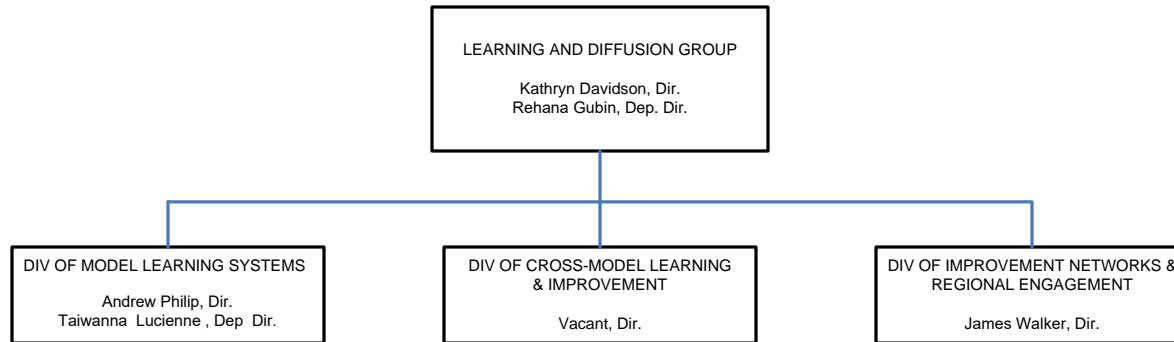 LEARNING AND DIFFUSION GROUP
Kathryn Davidson, Dir.
Rehana Gubin, Dep. Dir.
DIV OF MODEL LEARNING SYSTEMS
Andrew Philip, Dir.
Taiwanna Lucienne , Dep Dir.
DIV OF CROSS-MODEL LEARNING
& IMPROVEMENT
Vacant, Dir.
DIV OF IMPROVEMENT NETWORKS &
REGIONAL ENGAGEMENT
James Walker, Dir.